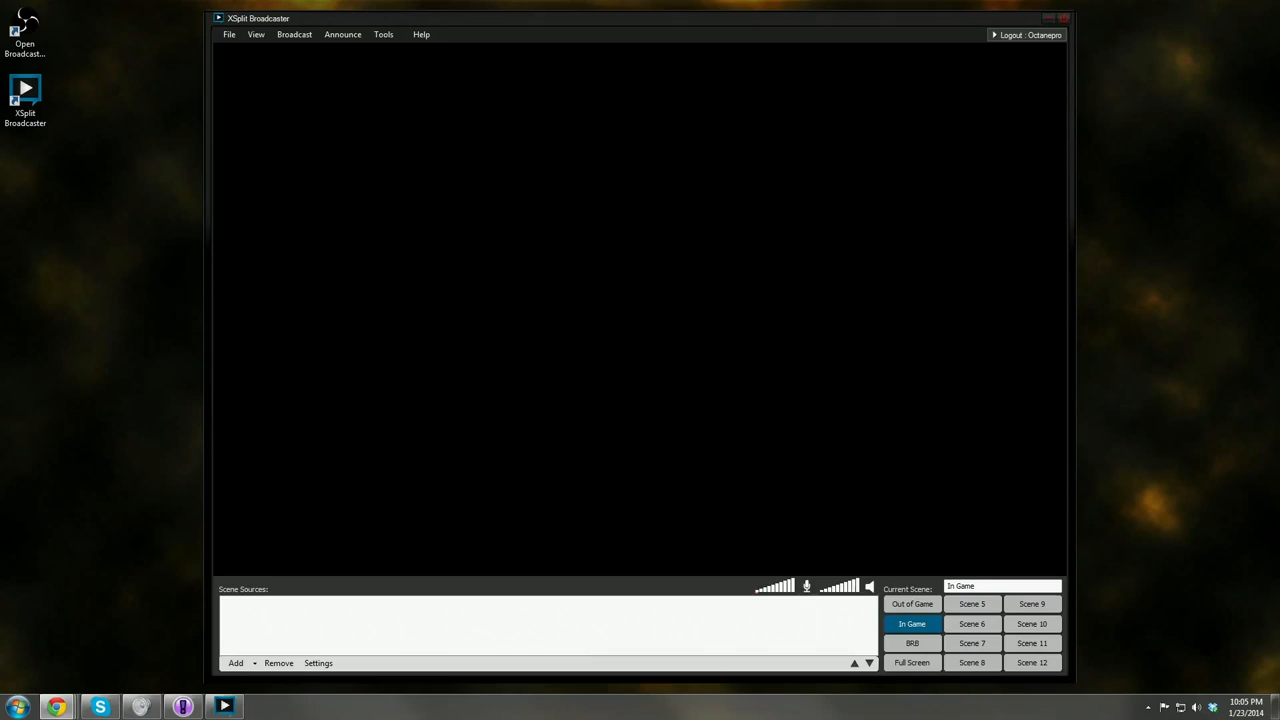 Open
Broadcast...
XSplit
Broadcaster
XSplit Broadcaster
File View Broadcast Announce Tools Help
Logout : Octanepro
Scene Sources:
Add Remove Settings
Current Scene: In Game
Out of Game Scene 5 Scene 9
In Game Scene 6 Scene 10
BRB Scene 7 Scene 11
Full Screen Scene 8 Scene 12
10:05 PM
1/23/2014